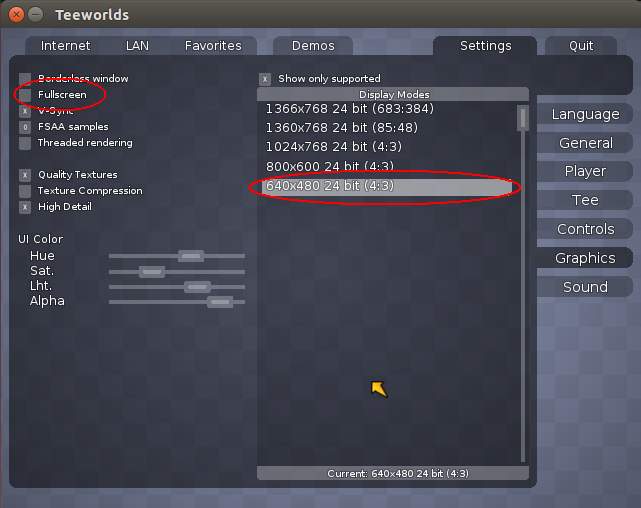 Teeworlds
Internet LAN Favorites Demos Settings Quit
Borderless window
Fullscreen
x V-Sync
0 FSAA samples
Threaded rendering
x Quality Textures
Texture Compression
x High Detail
UI Color
Hue
Sat.
Lht.
Alpha
x Show only supported
Display Modes
1366x768 24 bit (683:384)
1360x768 24 bit (85:48)
1024x768 24 bit (4:3)
800x600 24 bit (4:3)
640x480 24 bit (4:3)
Current: 640x480 24 bit (4:3)
Language
General
Player
Tee
Controls
Graphics
Sound